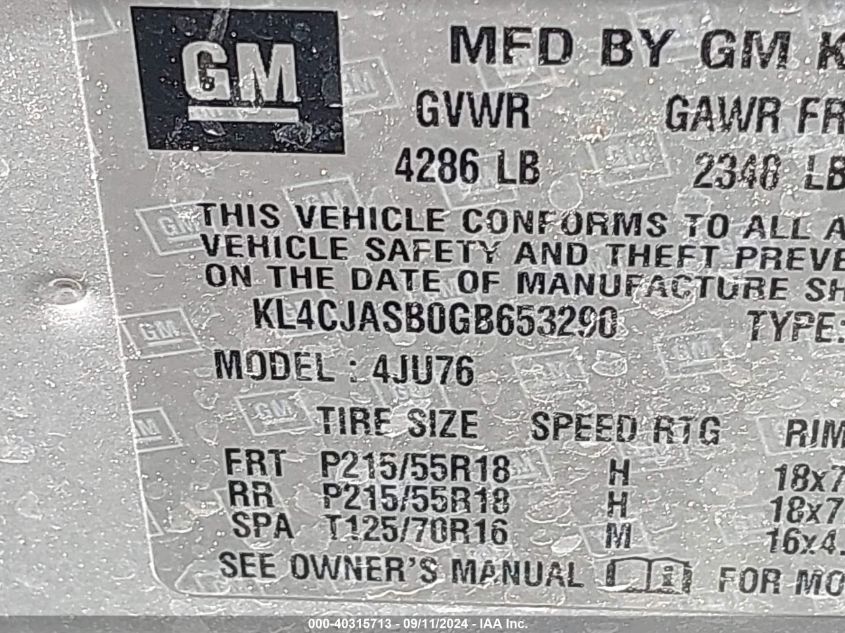 GM
MFD BY GM K
GVWR GAWR FR
4286 LB 2348 LB
THIS VEHICLE CONFORMS TO ALL A
VEHICLE SAFETY AND THEFT PREVE
ON THE DATE OF MANUFACTURE SH
KL4CJASB0GB653290 TYPE:
MODEL : 4JU76
TIRE SIZE SPEED RTG RIM
FRT P215/55R18 H 18x7
RR P215/55R18 H 18x7
SPA T125/70R16 M 16x4.
SEE OWNER'S MANUAL FOR MO
000-40315713 - 09/11/2024 - IAA Inc.